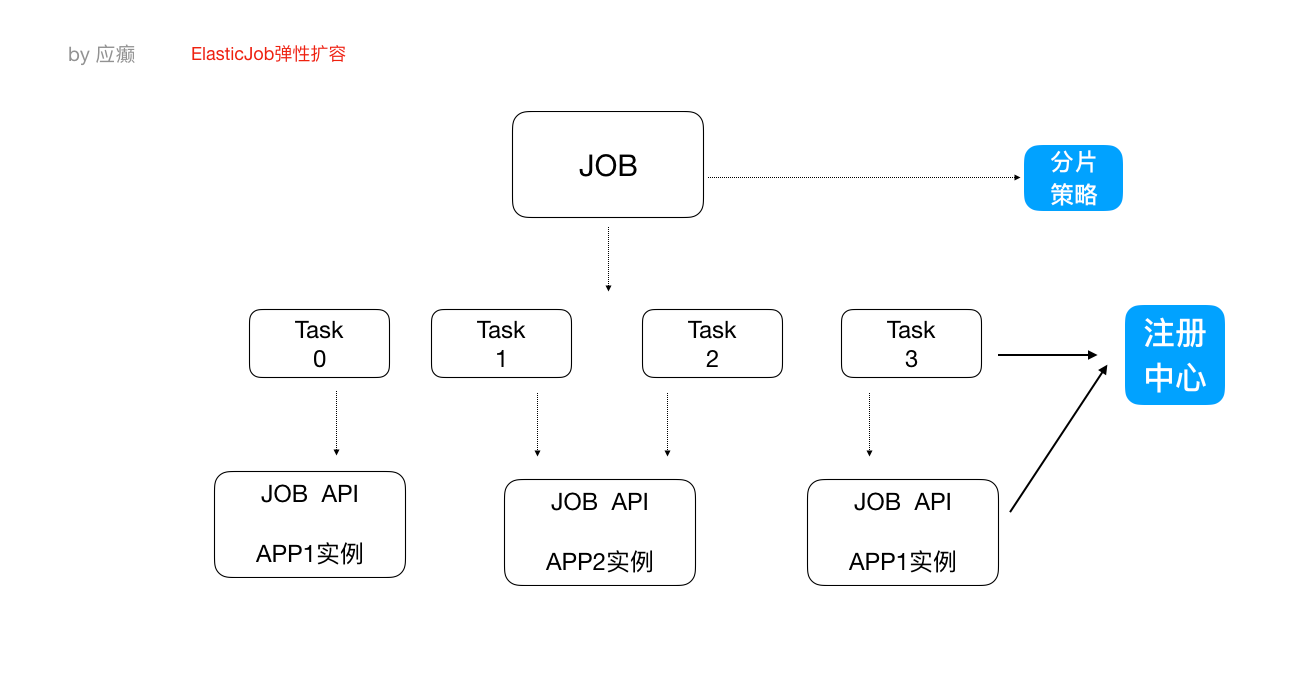 by 应癫
ElasticJob弹性扩容
JOB
分片
策略
Task
0
Task
1
Task
2
Task
3
注册
中心
JOB API
APP1实例
JOB API
APP2实例
JOB API
APP1实例